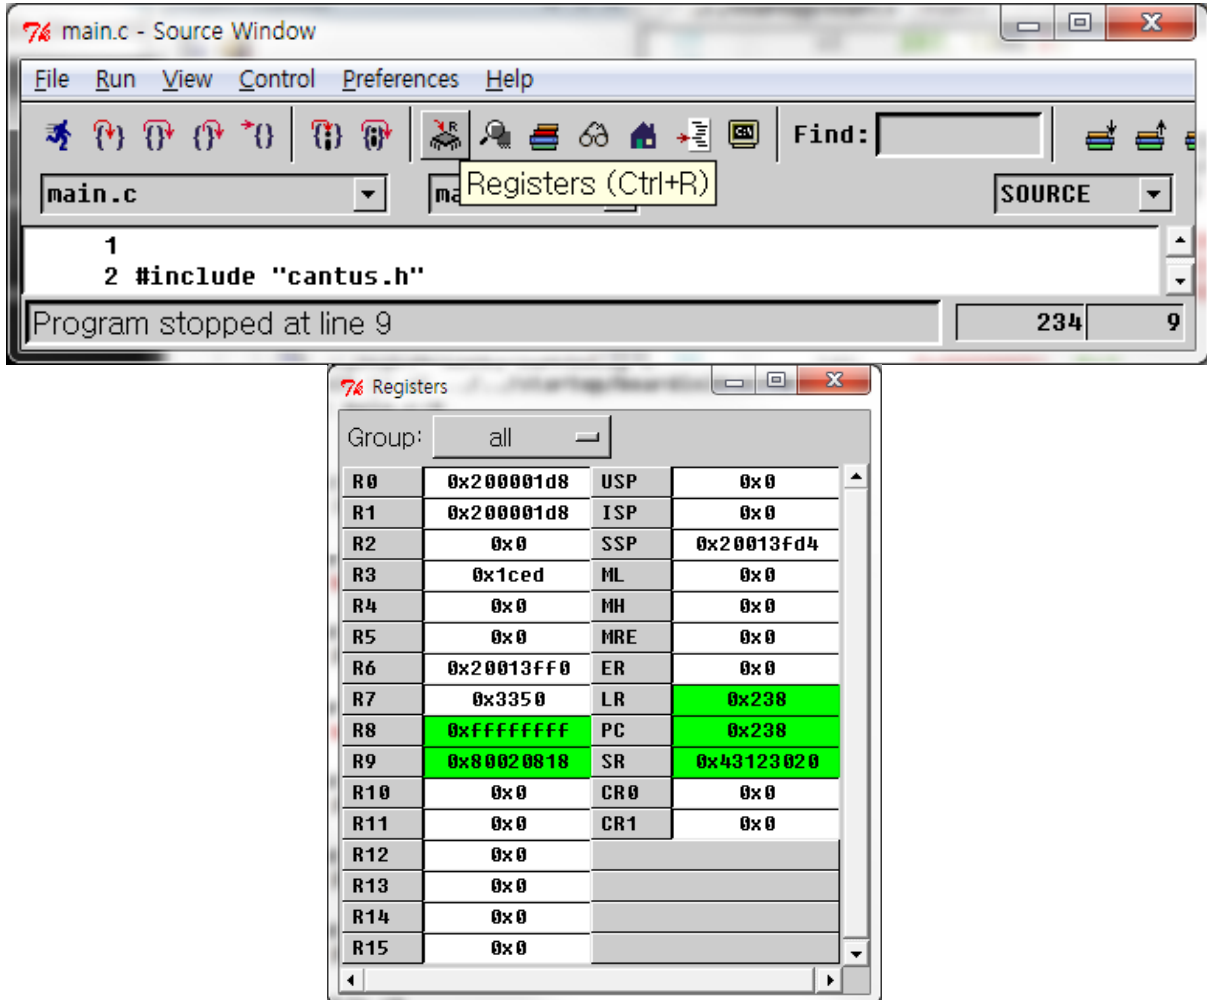 main.c - Source Window
File Run View Control Preferences Help
Find:
Registers (Ctrl+R)
main.c
SOURCE
1
2 #include "cantus.h"
Program stopped at line 9 234 9
Registers
Group: all
R0 0x200001d8 USP 0x0
R1 0x200001d8 ISP 0x0
R2 0x0 SSP 0x20013fd4
R3 0x1ced ML 0x0
R4 0x0 MH 0x0
R5 0x0 MRE 0x0
R6 0x20013ff0 ER 0x0
R7 0x3350 LR 0x238
R8 0xffffffff PC 0x238
R9 0x80020818 SR 0x43123020
R10 0x0 CR0 0x0
R11 0x0 CR1 0x0
R12 0x0
R13 0x0
R14 0x0
R15 0x0